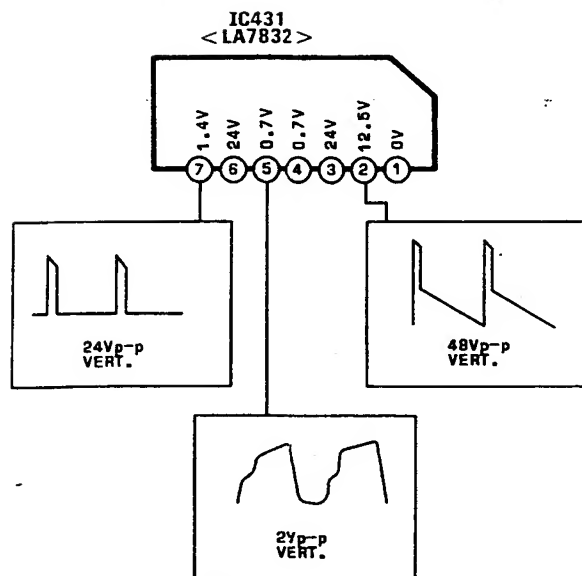 IC431
<LA7832>
1.4V 24V 0.7V 0.7V 24V 12.5V 0V
7 6 5 4 3 2 1
24Vp-p
VERT.
48Vp-p
VERT.
2Vp-p
VERT.